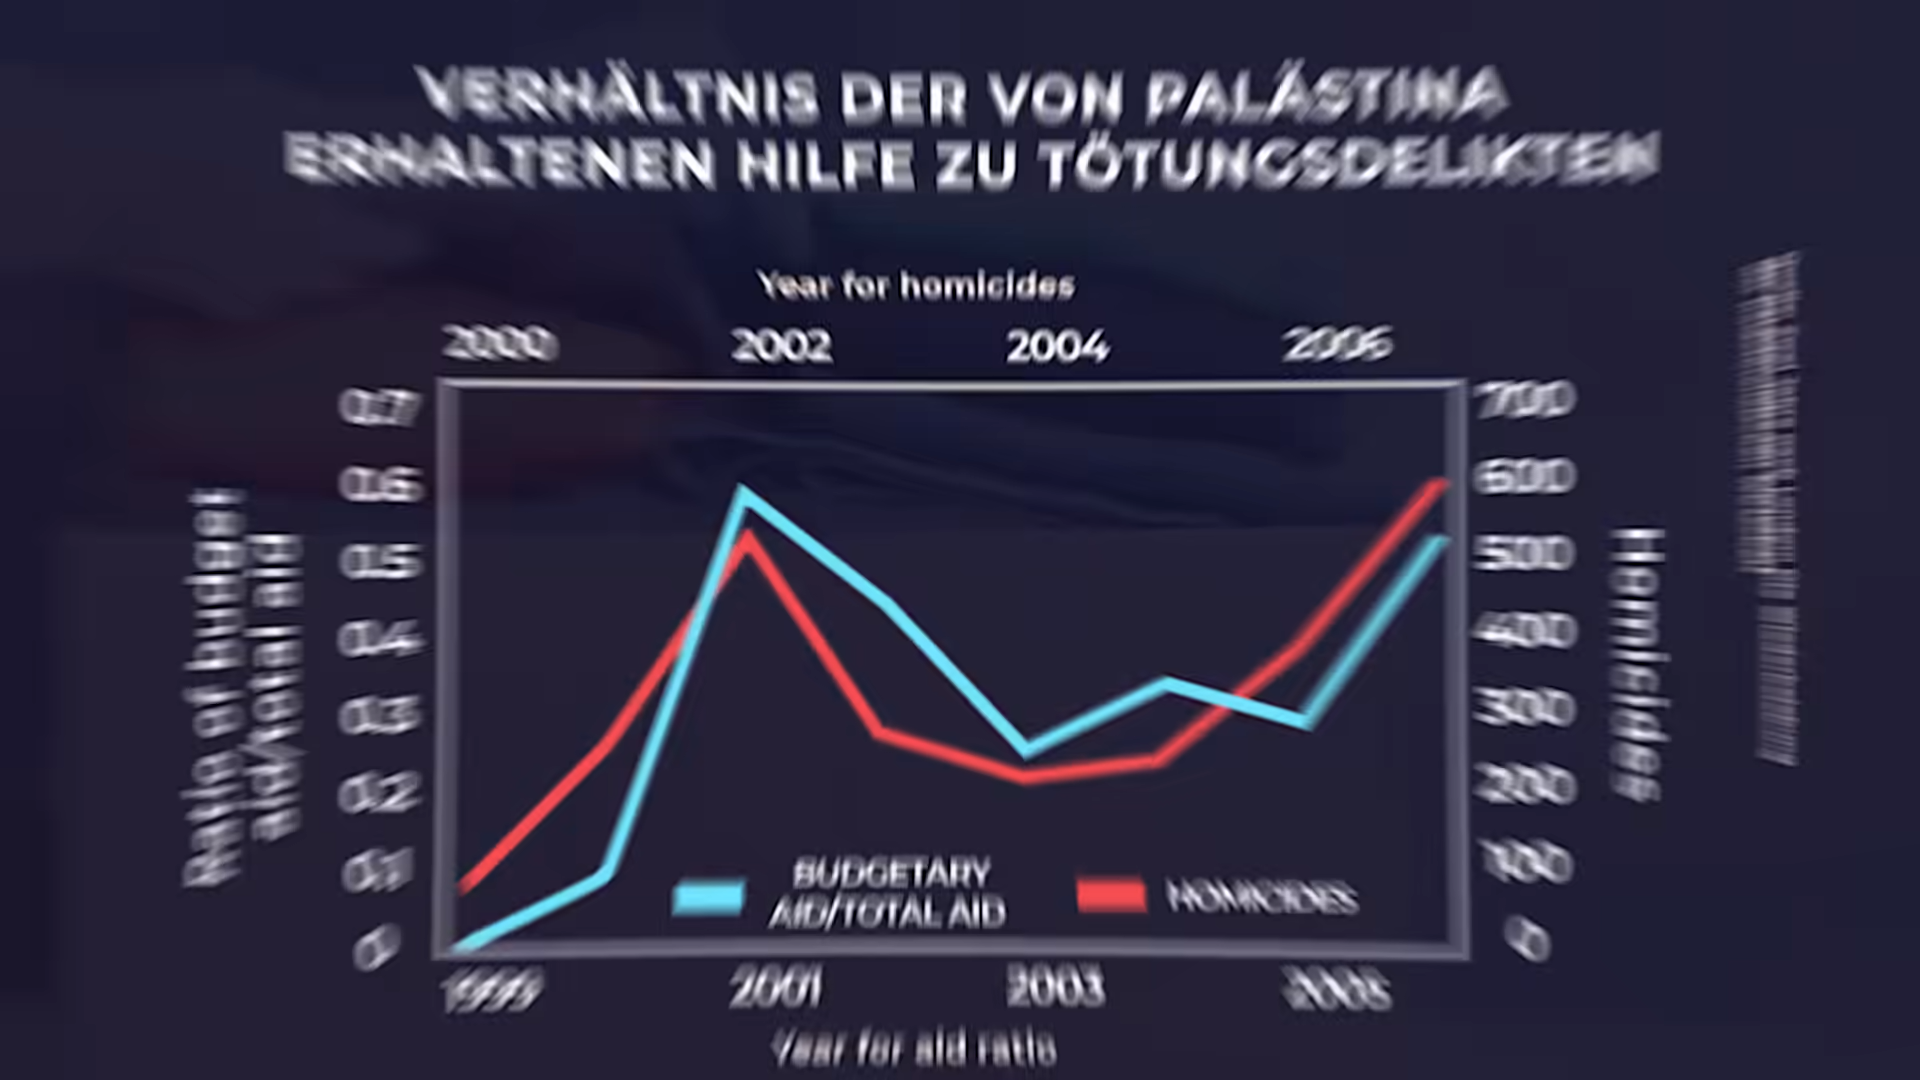 VERHÄLTNIS DER VON PALÄSTINA
ERHALTENEN HILFE ZU TÖTUNGSDELIKTEN
Year for homicides
2000 2002 2004 2006
0.7
0.6
0.5
0.4
0.3
0.2
0.1
0
Ratio of budget
aid/total aid
700
600
500
400
300
200
100
0
Homicides
BUDGETARY
AID/TOTAL AID
HOMICIDES
1999 2001 2003 2005
Year for aid ratio